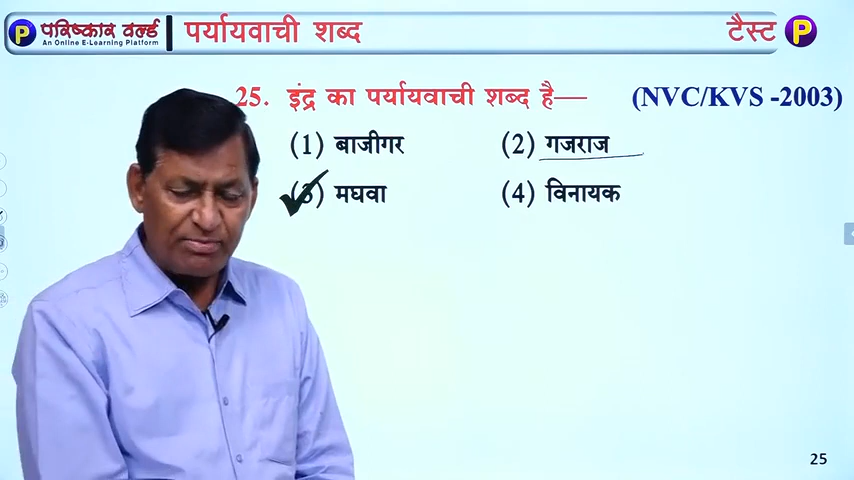 P परिष्कार वर्ल्ड पर्यायवाची शब्द टैस्ट P
An Online E-Learning Platform
25. इंद्र का पर्यायवाची शब्द है— (NVC/KVS -2003)
(1) बाजीगर (2) गजराज
(3) मघवा (4) विनायक
25